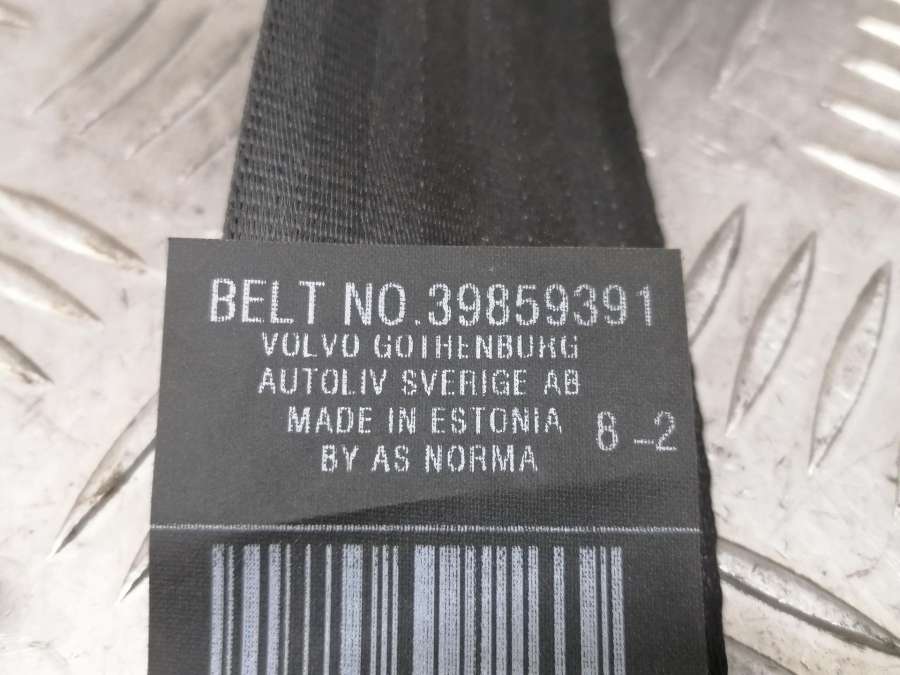 BELT NO.39859391
VOLVO GOTHENBURG
AUTOLIV SVERIGE AB
MADE IN ESTONIA
8-2
BY AS NORMA